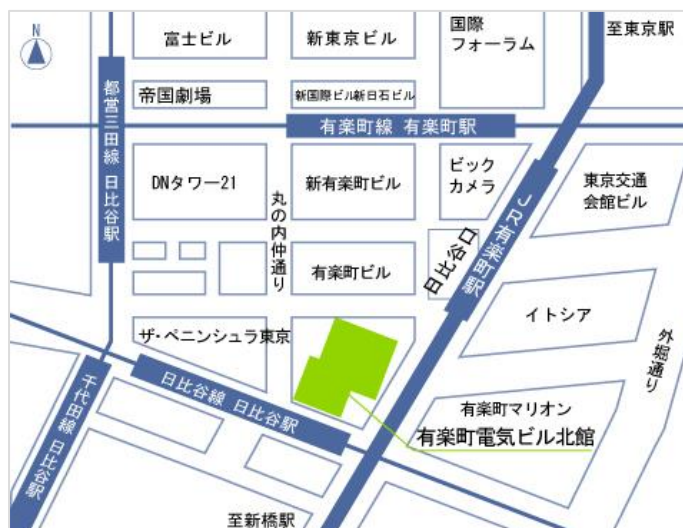 N
富士ビル
新東京ビル
国際
フォーラム
至東京駅
帝国劇場
新国際ビル新日石ビル
都営三田線 日比谷駅
有楽町線 有楽町駅
DNタワー21
新有楽町ビル
ビック
カメラ
東京交通
会館ビル
丸の内仲通り
JR有楽町駅
日比谷口
有楽町ビル
イトシア
外堀通り
ザ・ペニンシュラ東京
日比谷線 日比谷駅
千代田線 日比谷駅
有楽町マリオン
有楽町電気ビル北館
至新橋駅